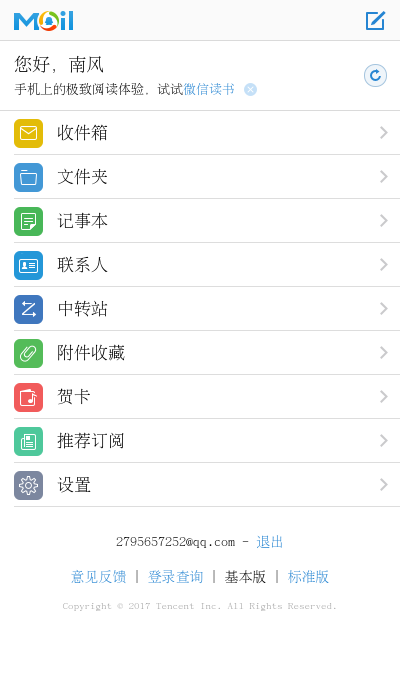 Mail
您好，南风
手机上的极致阅读体验，试试微信读书
收件箱
文件夹
记事本
联系人
中转站
附件收藏
贺卡
推荐订阅
设置
2795657252@qq.com - 退出
意见反馈 | 登录查询 | 基本版 | 标准版
Copyright © 2017 Tencent Inc. All Rights Reserved.